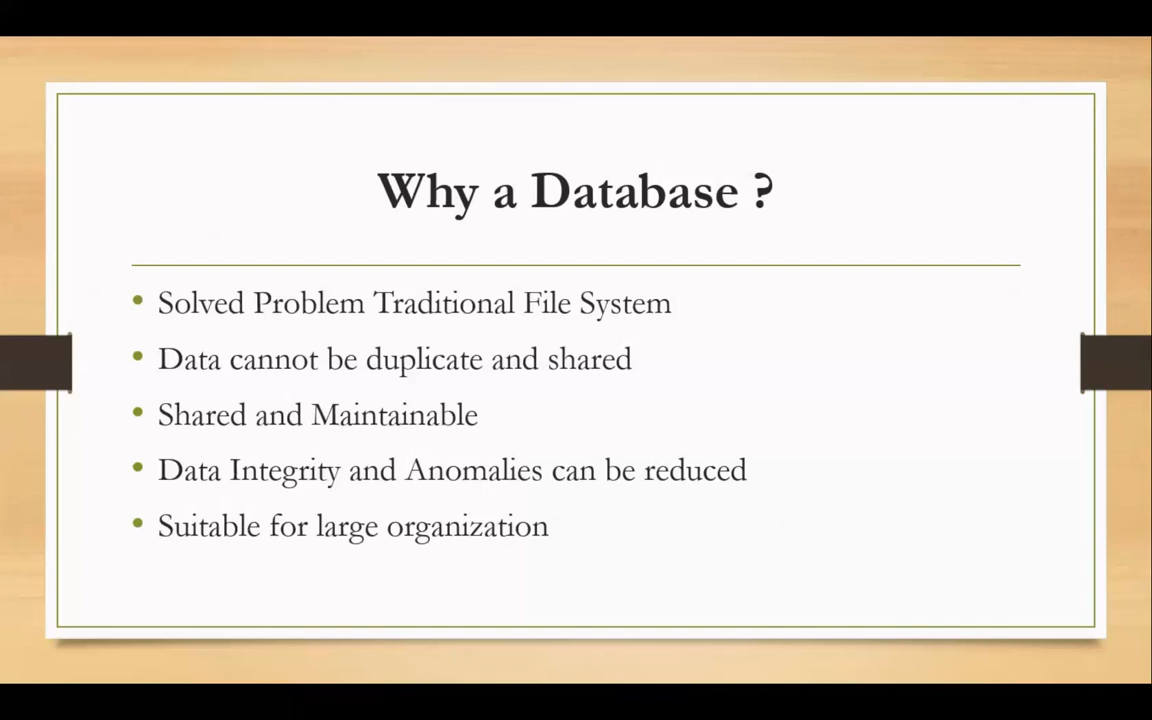 Why a Database ?
• Solved Problem Traditional File System
• Data cannot be duplicate and shared
• Shared and Maintainable
• Data Integrity and Anomalies can be reduced
• Suitable for large organization